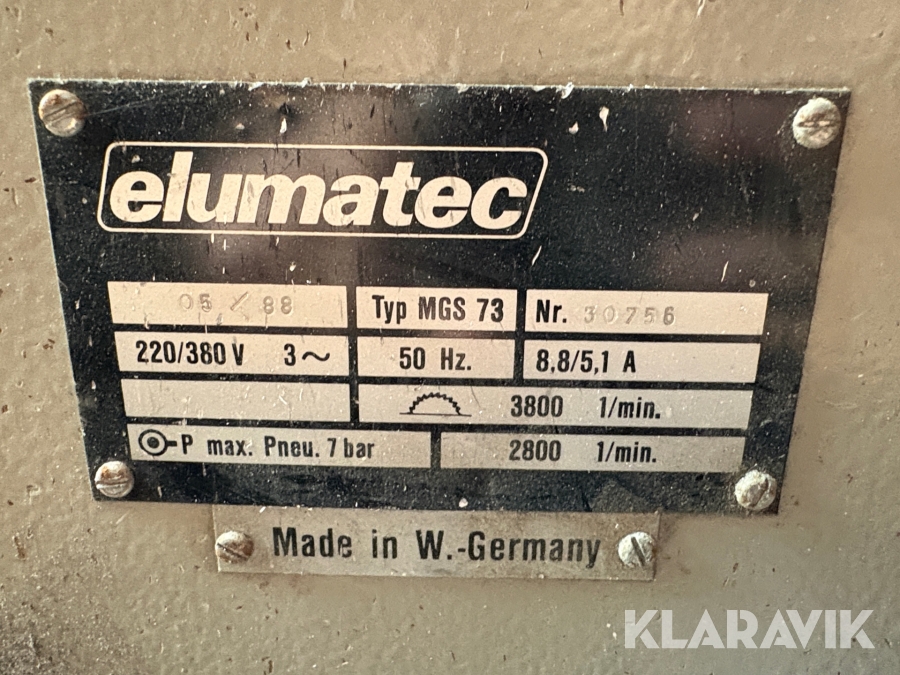 elumatec
05/88 Typ MGS 73 Nr. 30756
220/380 V 3~ 50 Hz. 8,8/5,1 A
3800 1/min.
P max. Pneu. 7 bar 2800 1/min.
Made in W.-Germany
KLARAVIK